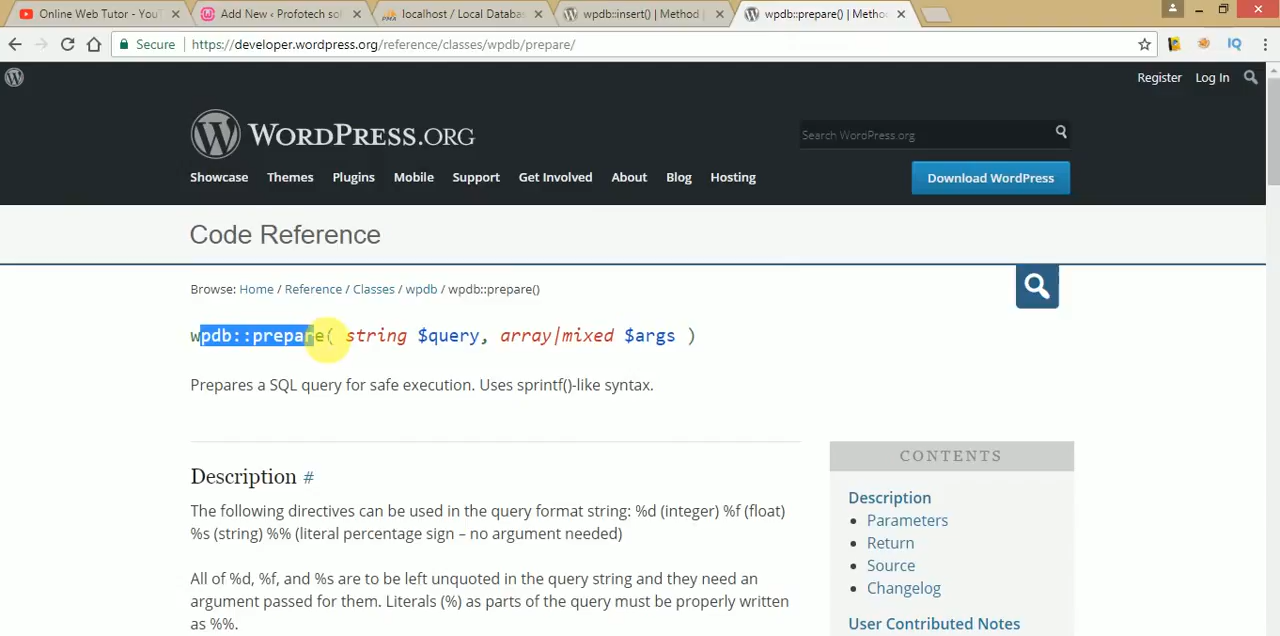 Online Web Tutor - YouT
Add New ‹ Profotech sol
localhost / Local Databas
wpdb::insert() | Method |
wpdb::prepare() | Metho
Secure | https://developer.wordpress.org/reference/classes/wpdb/prepare/
Register Log In
WORDPRESS.ORG
Search WordPress.org
Showcase Themes Plugins Mobile Support Get Involved About Blog Hosting
Download WordPress
Code Reference
Browse: Home / Reference / Classes / wpdb / wpdb::prepare()
wpdb::prepare( string $query, array|mixed $args )
Prepares a SQL query for safe execution. Uses sprintf()-like syntax.
Description #
The following directives can be used in the query format string: %d (integer) %f (float)
%s (string) %% (literal percentage sign – no argument needed)
All of %d, %f, and %s are to be left unquoted in the query string and they need an
argument passed for them. Literals (%) as parts of the query must be properly written
as %%.
CONTENTS
Description
Parameters
Return
Source
Changelog
User Contributed Notes